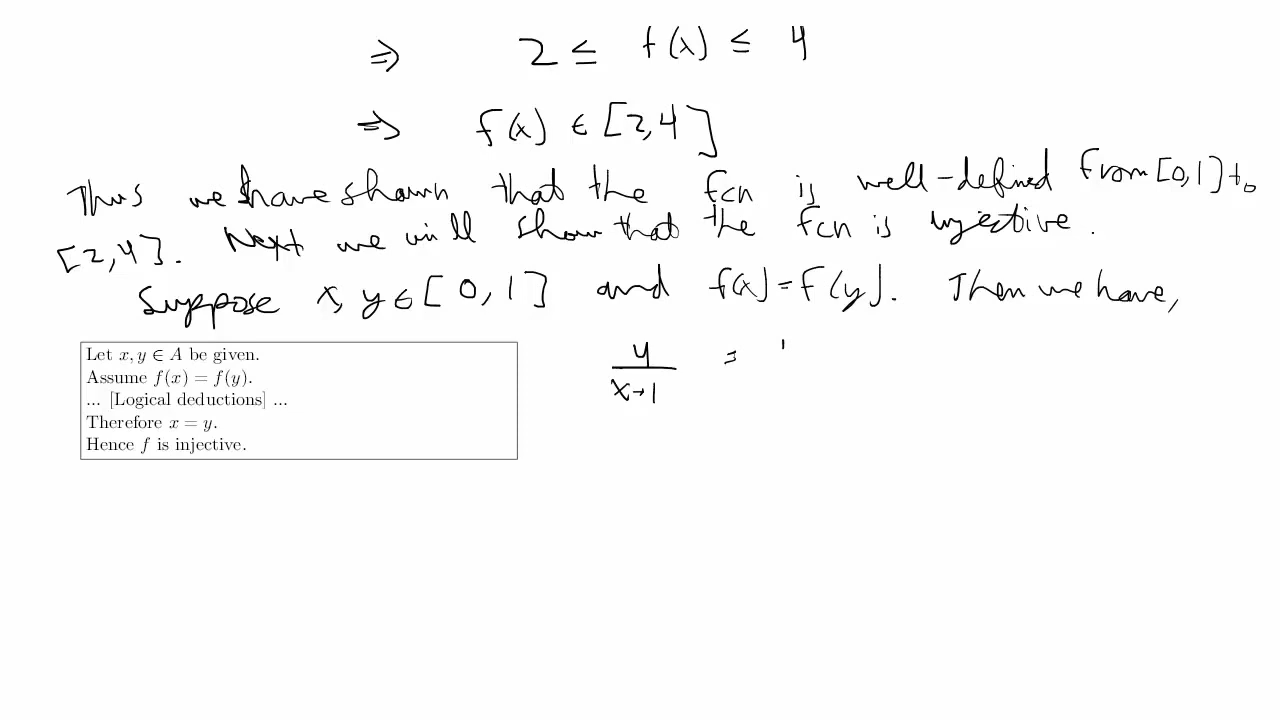 ⇒ 2 ≤ f(x) ≤ 4
⇒ f(x) ∈ [2,4]
Thus we have shown that the fcn is well-defined from [0,1] to
[2,4]. Next we will show that the fcn is injective.
Suppose x, y ∈ [0,1] and f(x)=f(y). Then we have,
Let x, y ∈ A be given.
Assume f(x) = f(y).
... [Logical deductions] ...
Therefore x = y.
Hence f is injective.
4/(x+1) =